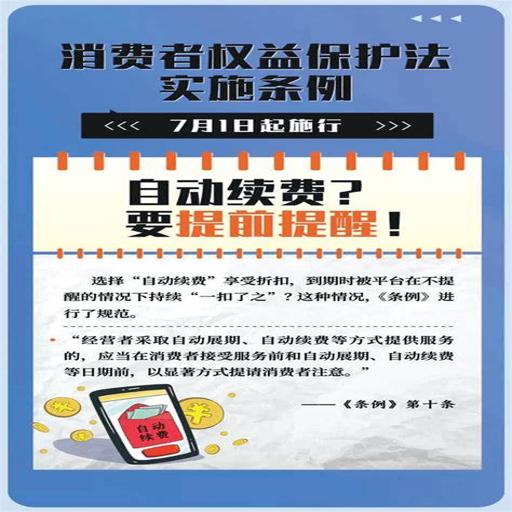 消费者权益保护法
实施条例
<<< 7月1日起施行 >>>
自动续费？
要提前提醒！
选择“自动续费”享受折扣，到期时被平台在不提
醒的情况下持续“一扣了之”？这种情况，《条例》进
行了规范。
“经营者采取自动展期、自动续费等方式提供服务
的，应当在消费者接受服务前和自动展期、自动续费
等日期前，以显著方式提请消费者注意。”
——《条例》第十条
自动
续费